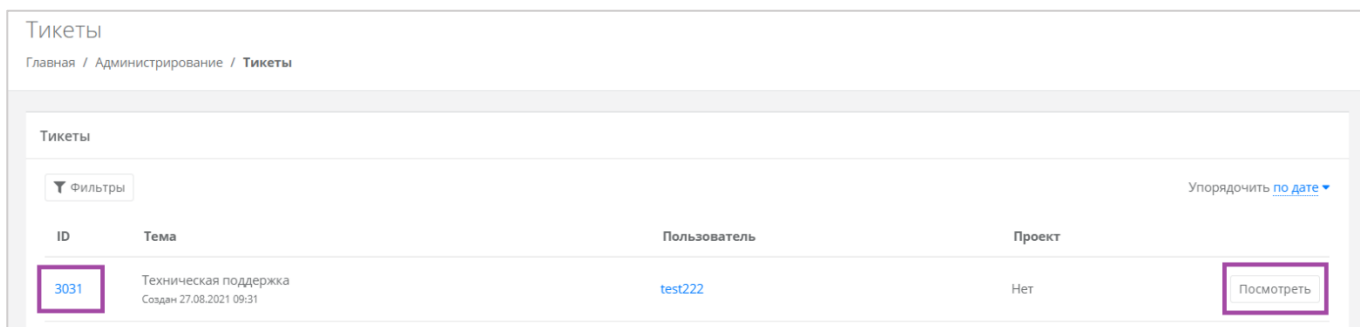 Тикеты
Главная / Администрирование / Тикеты
Тикеты
Фильтры
Упорядочить по дате
ID Тема Пользователь Проект
3031 Техническая поддержка test222 Нет Посмотреть
Создан 27.08.2021 09:31